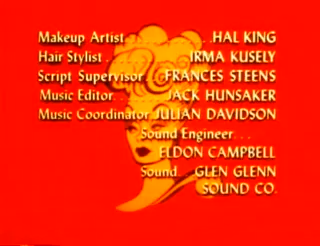 Makeup Artist . . . HAL KING
Hair Stylist . . . IRMA KUSELY
Script Supervisor . . FRANCES STEENS
Music Editor . . . JACK HUNSAKER
Music Coordinator JULIAN DAVIDSON
Sound Engineer . . .
ELDON CAMPBELL
Sound . . GLEN GLENN
SOUND CO.